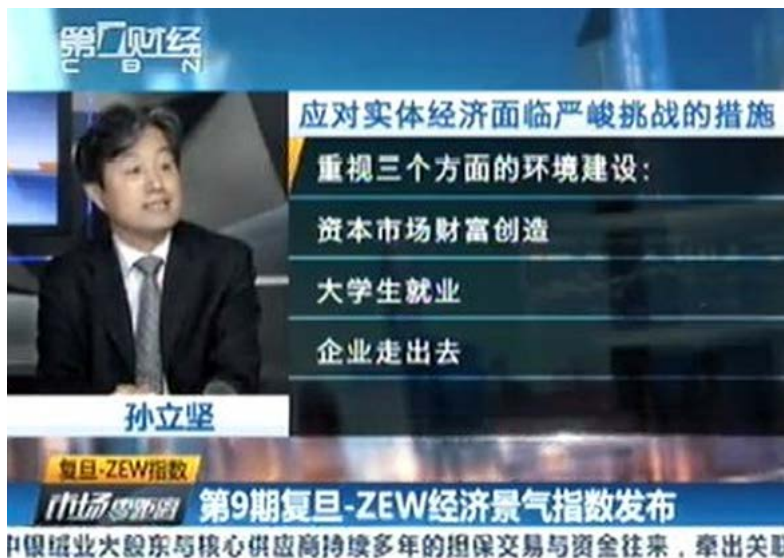 第一财经
CBN
应对实体经济面临严峻挑战的措施
重视三个方面的环境建设:
资本市场财富创造
大学生就业
企业走出去
孙立坚
复旦-ZEW指数
市场零距离
第9期复旦-ZEW经济景气指数发布
中银绒业大股东与核心供应商持续多年的担保交易与资金往来，牵出关